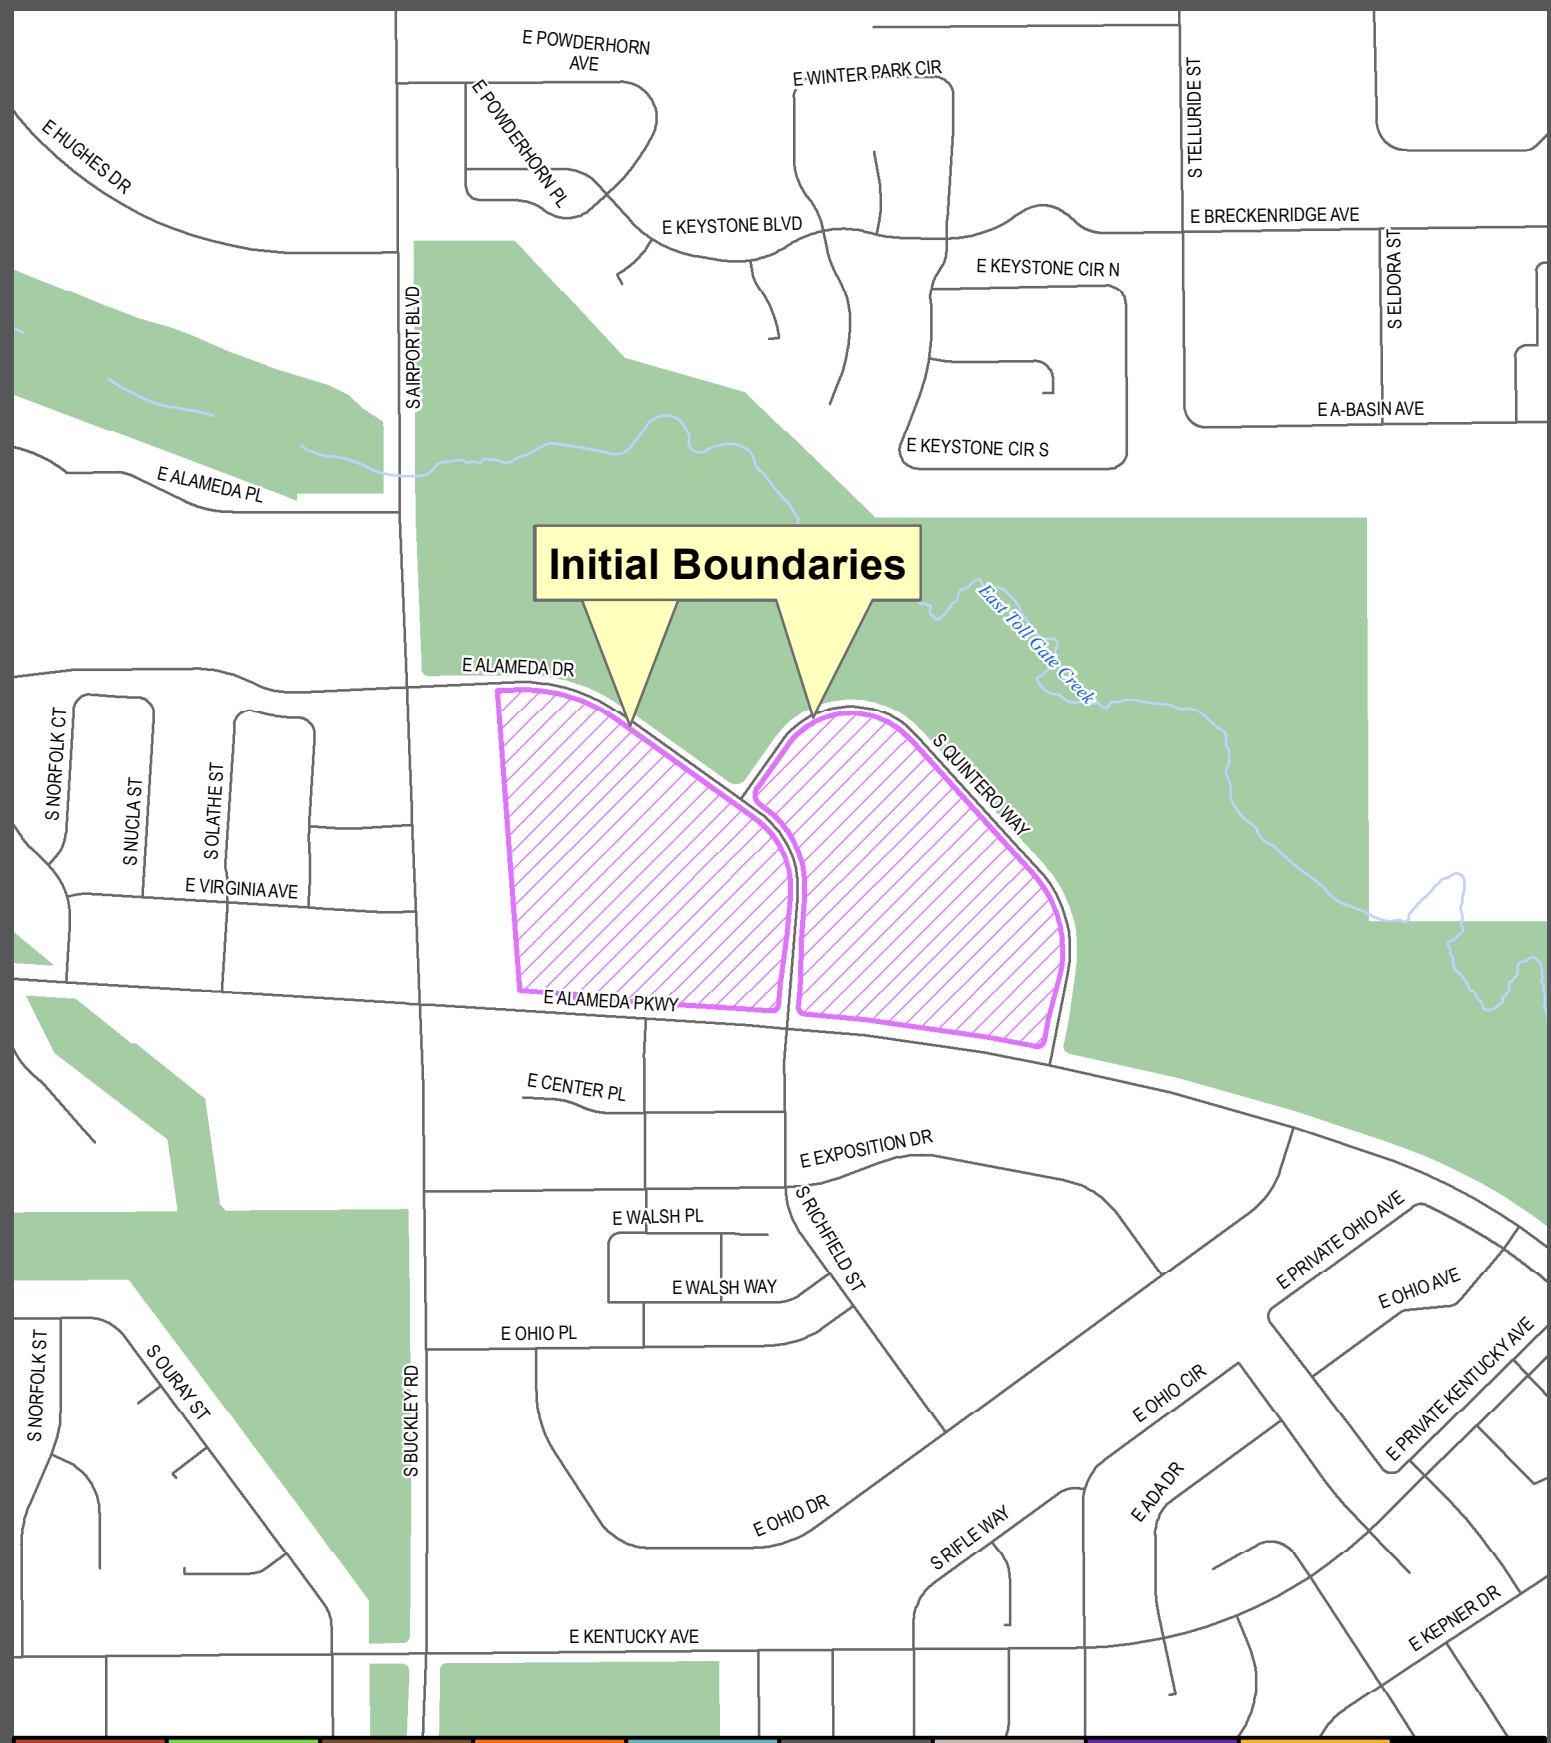 E POWDERHORN
AVE
E WINTER PARK CIR
E POWDERHORN PL
S TELLURIDE ST
E HUGHES DR
E KEYSTONE BLVD
E BRECKENRIDGE AVE
E KEYSTONE CIR N
S ELDORA ST
S AIRPORT BLVD
E A-BASIN AVE
E KEYSTONE CIR S
E ALAMEDA PL
Initial Boundaries
East Toll Gate Creek
E ALAMEDA DR
S NORFOLK CT
S NUCLA ST
S OLATHE ST
S QUINTERO WAY
E VIRGINIA AVE
E ALAMEDA PKWY
E CENTER PL
E EXPOSITION DR
E WALSH PL
S RICHFIELD ST
E WALSH WAY
E PRIVATE OHIO AVE
E OHIO AVE
E OHIO PL
S NORFOLK ST
S OURAY ST
S BUCKLEY RD
E OHIO CIR
E PRIVATE KENTUCKY AVE
E ADA DR
E OHIO DR
S RIFLE WAY
E KENTUCKY AVE
E KEPNER DR